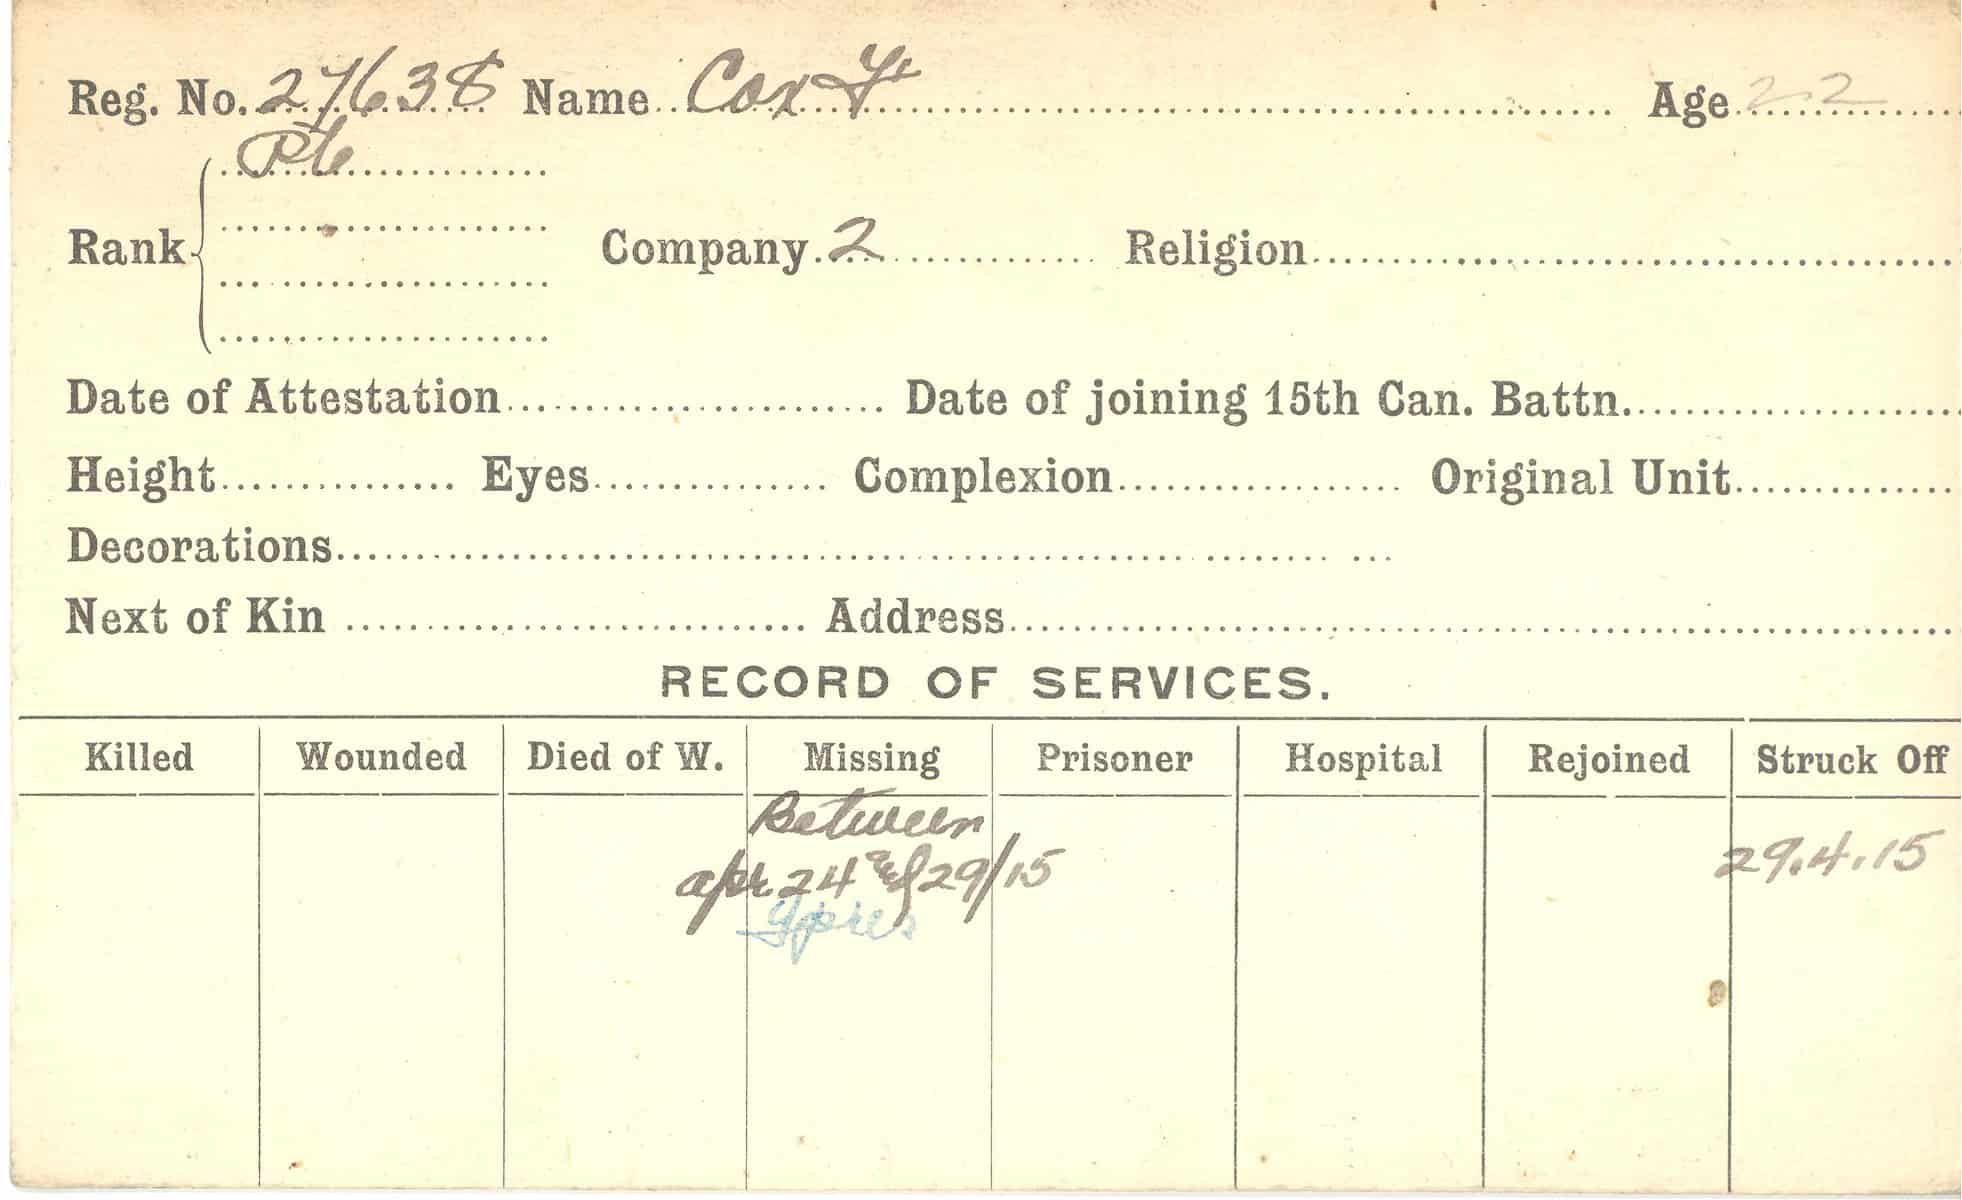 Reg. No. 27638 Name Cox F Age 22
Pte
Rank Company 2 Religion
Date of Attestation Date of joining 15th Can. Battn.
Height Eyes Complexion Original Unit
Decorations
Next of Kin Address
RECORD OF SERVICES.
Killed Wounded Died of W. Missing Prisoner Hospital Rejoined Struck Off
Between
apr 24 and 29/15 29.4.15
Ypres